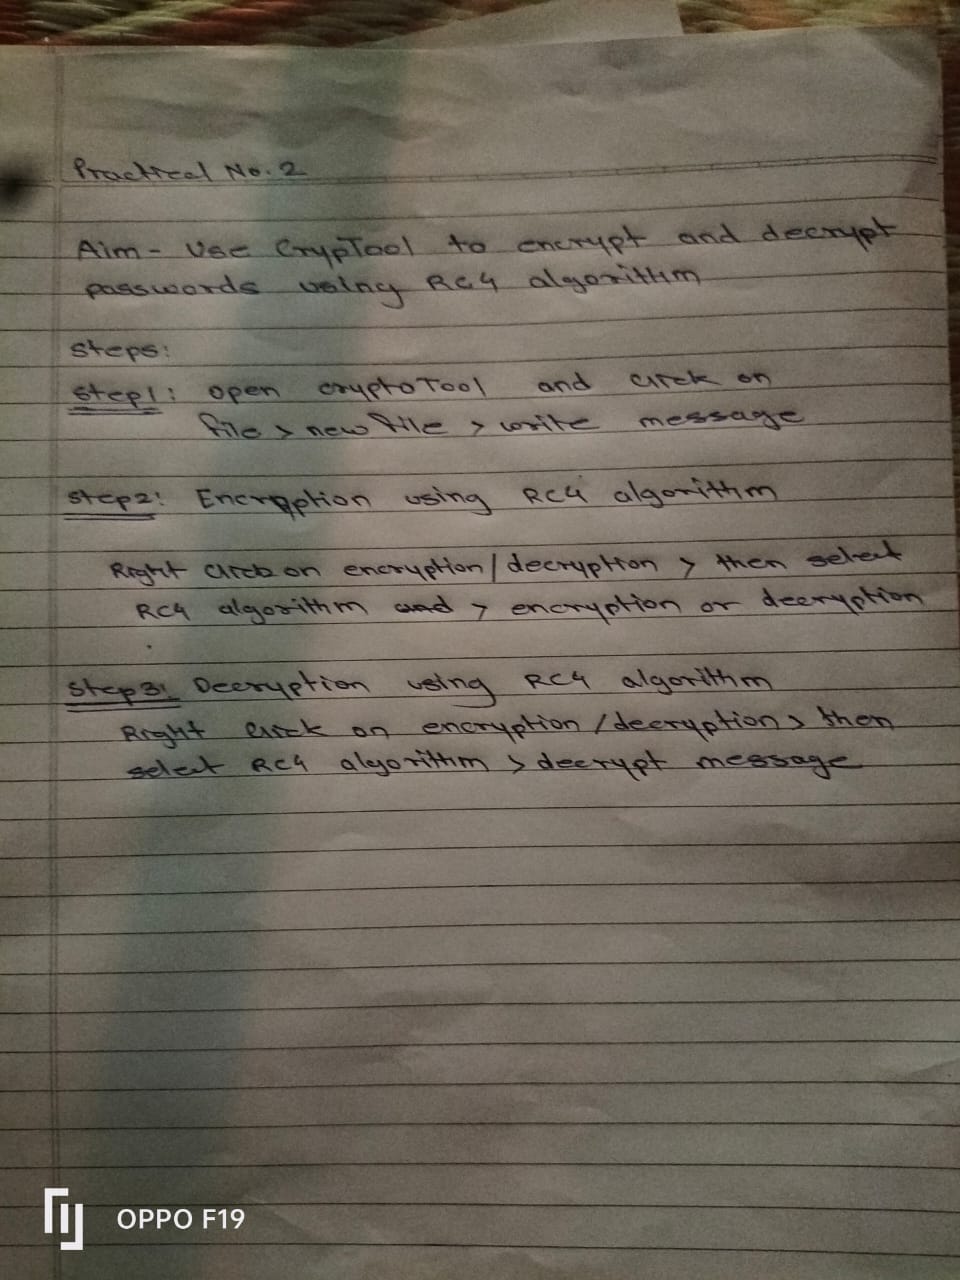 Practical No. 2
Aim - Use CrypTool to encrypt and decrypt
passwords using RC4 algorithm
Steps:
Step1: open cryptoTool and click on
file > new file > write message
Step2: Encryption using RC4 algorithm
Right click on encryption/decryption > then select
RC4 algorithm and > encryption or decryption
Step3: Decryption using RC4 algorithm
Right click on encryption/decryption > then
select RC4 algorithm > decrypt message
OPPO F19